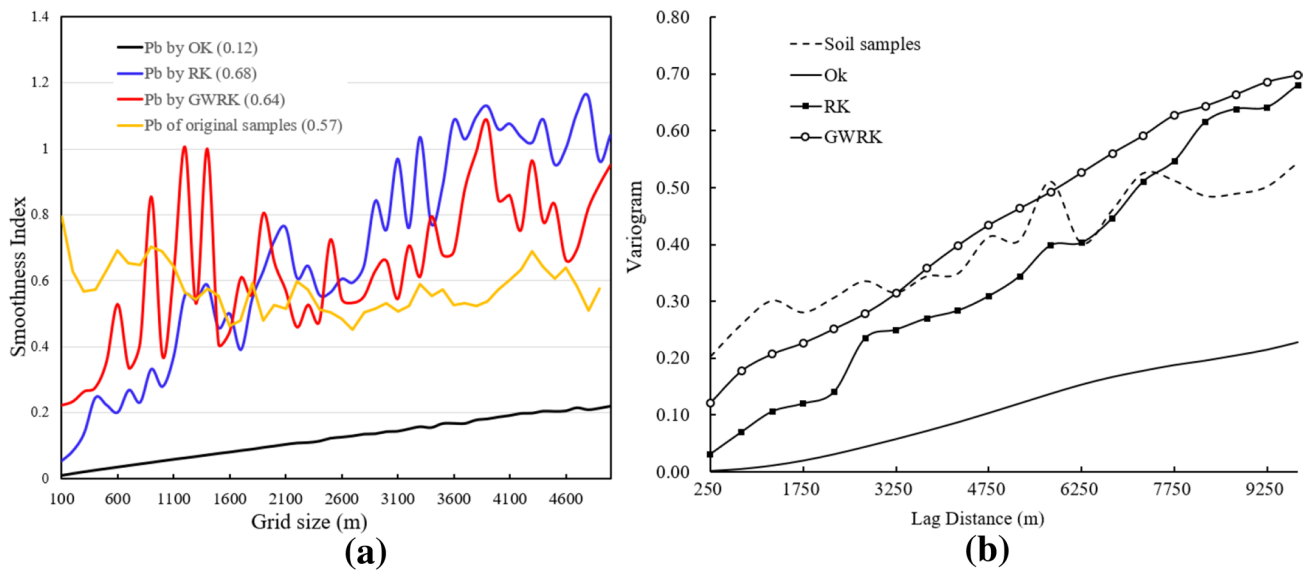 1.4
1.2
1
0.8
0.6
0.4
0.2
0
Smoothness Index
Pb by OK (0.12)
Pb by RK (0.68)
Pb by GWRK (0.64)
Pb of original samples (0.57)
100 600 1100 1600 2100 2600 3100 3600 4100 4600
Grid size (m)
(a)
0.80
0.70
0.60
0.50
0.40
0.30
0.20
0.10
0.00
Variogram
Soil samples
Ok
RK
GWRK
250 1750 3250 4750 6250 7750 9250
Lag Distance (m)
(b)